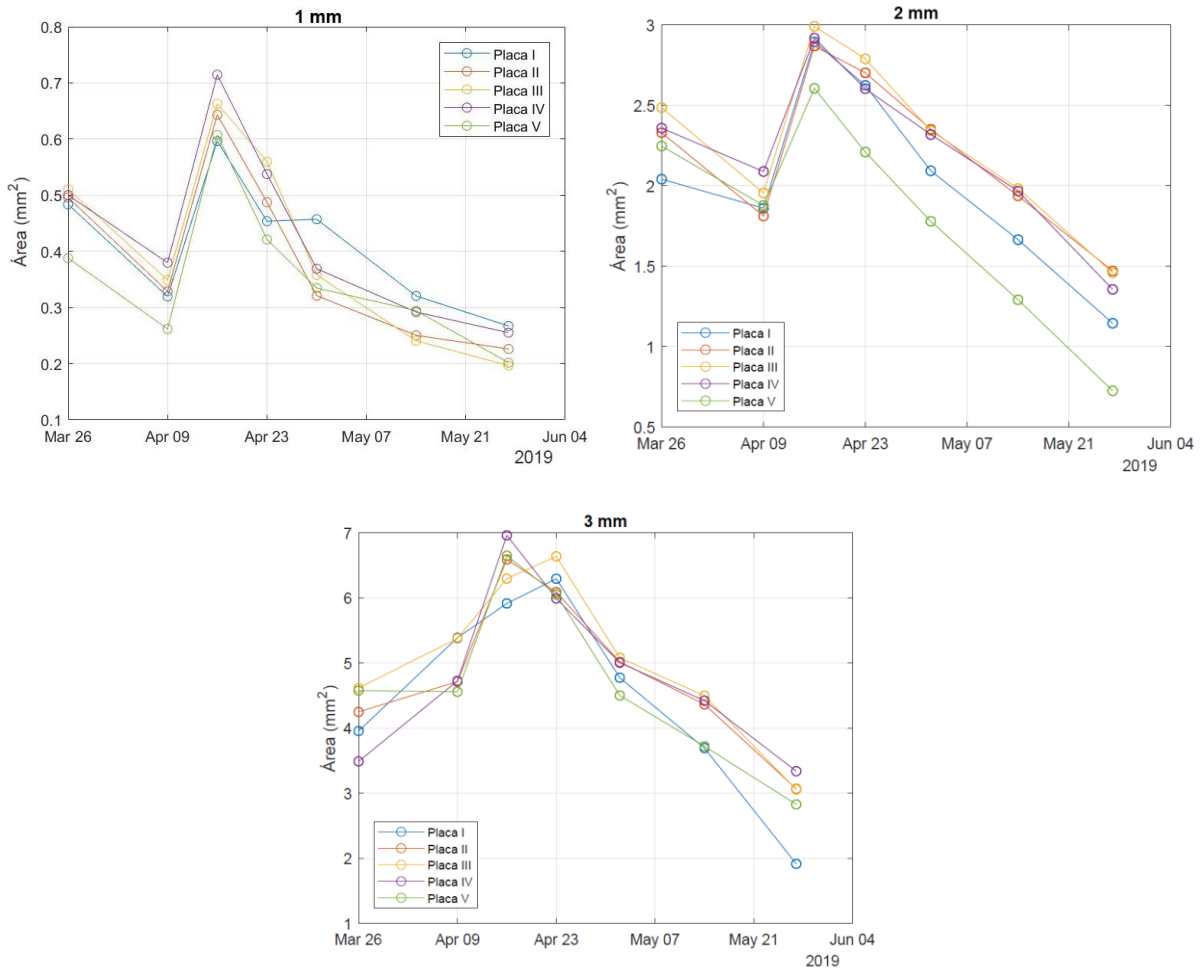 1 mm
Área (mm²)
0.8
0.7
0.6
0.5
0.4
0.3
0.2
0.1
Placa I
Placa II
Placa III
Placa IV
Placa V
Mar 26 Apr 09 Apr 23 May 07 May 21 Jun 04
2019
2 mm
Área (mm²)
3
2.5
2
1.5
1
0.5
Placa I
Placa II
Placa III
Placa IV
Placa V
Mar 26 Apr 09 Apr 23 May 07 May 21 Jun 04
2019
3 mm
Área (mm²)
7
6
5
4
3
2
1
Placa I
Placa II
Placa III
Placa IV
Placa V
Mar 26 Apr 09 Apr 23 May 07 May 21 Jun 04
2019